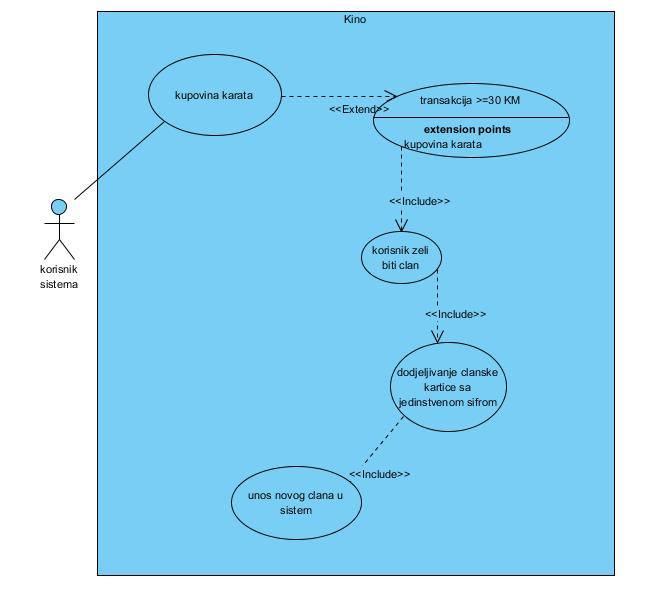 Kino
kupovina karata
<<Extend>>
transakcija >=30 KM
extension points
kupovina karata
<<Include>>
korisnik zeli
biti clan
korisnik
sistema
<<Include>>
dodjeljivanje clanske
kartice sa
jedinstvenom sifrom
<<Include>>
unos novog clana u
sistem